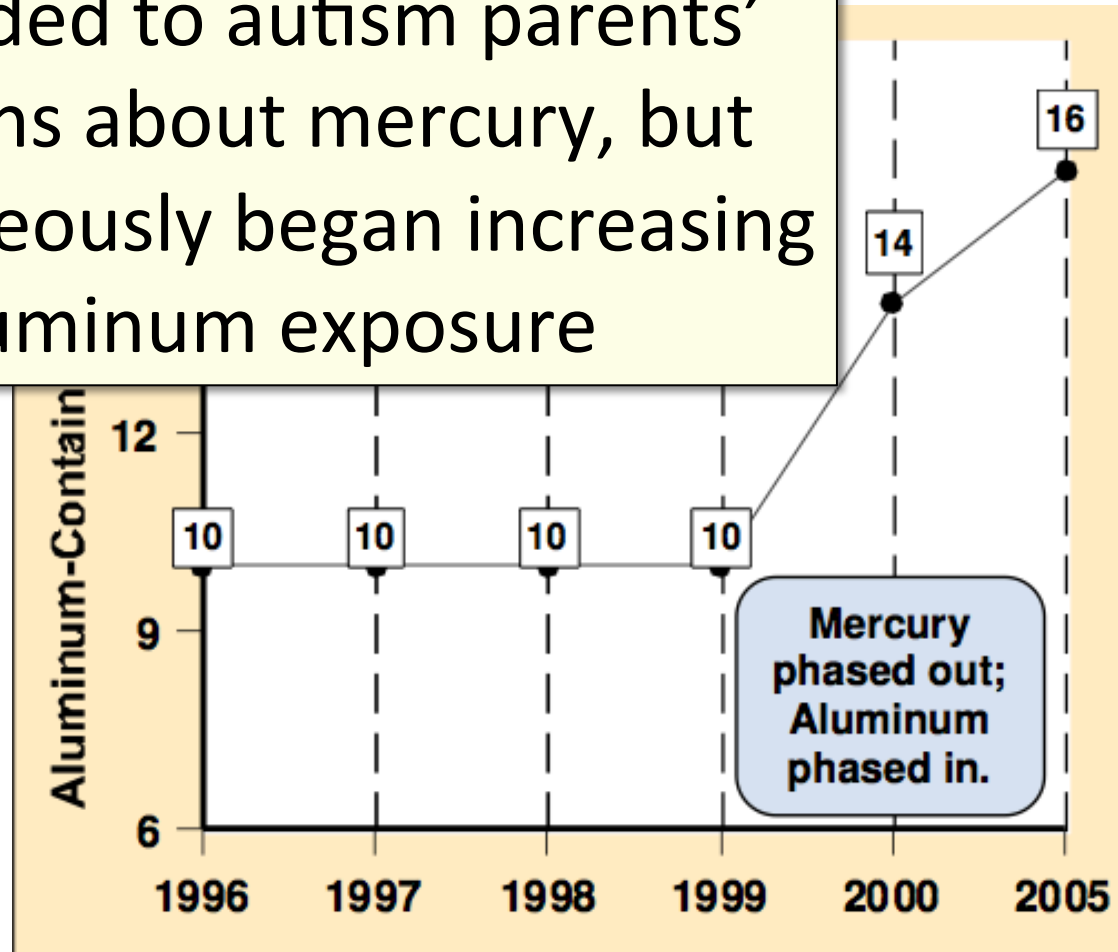 ded to autism parents’
ns about mercury, but
eously began increasing
uminum exposure
16
14
12
10
10
10
10
9
6
Aluminum-Contain
Mercury
phased out;
Aluminum
phased in.
1996 1997 1998 1999 2000 2005